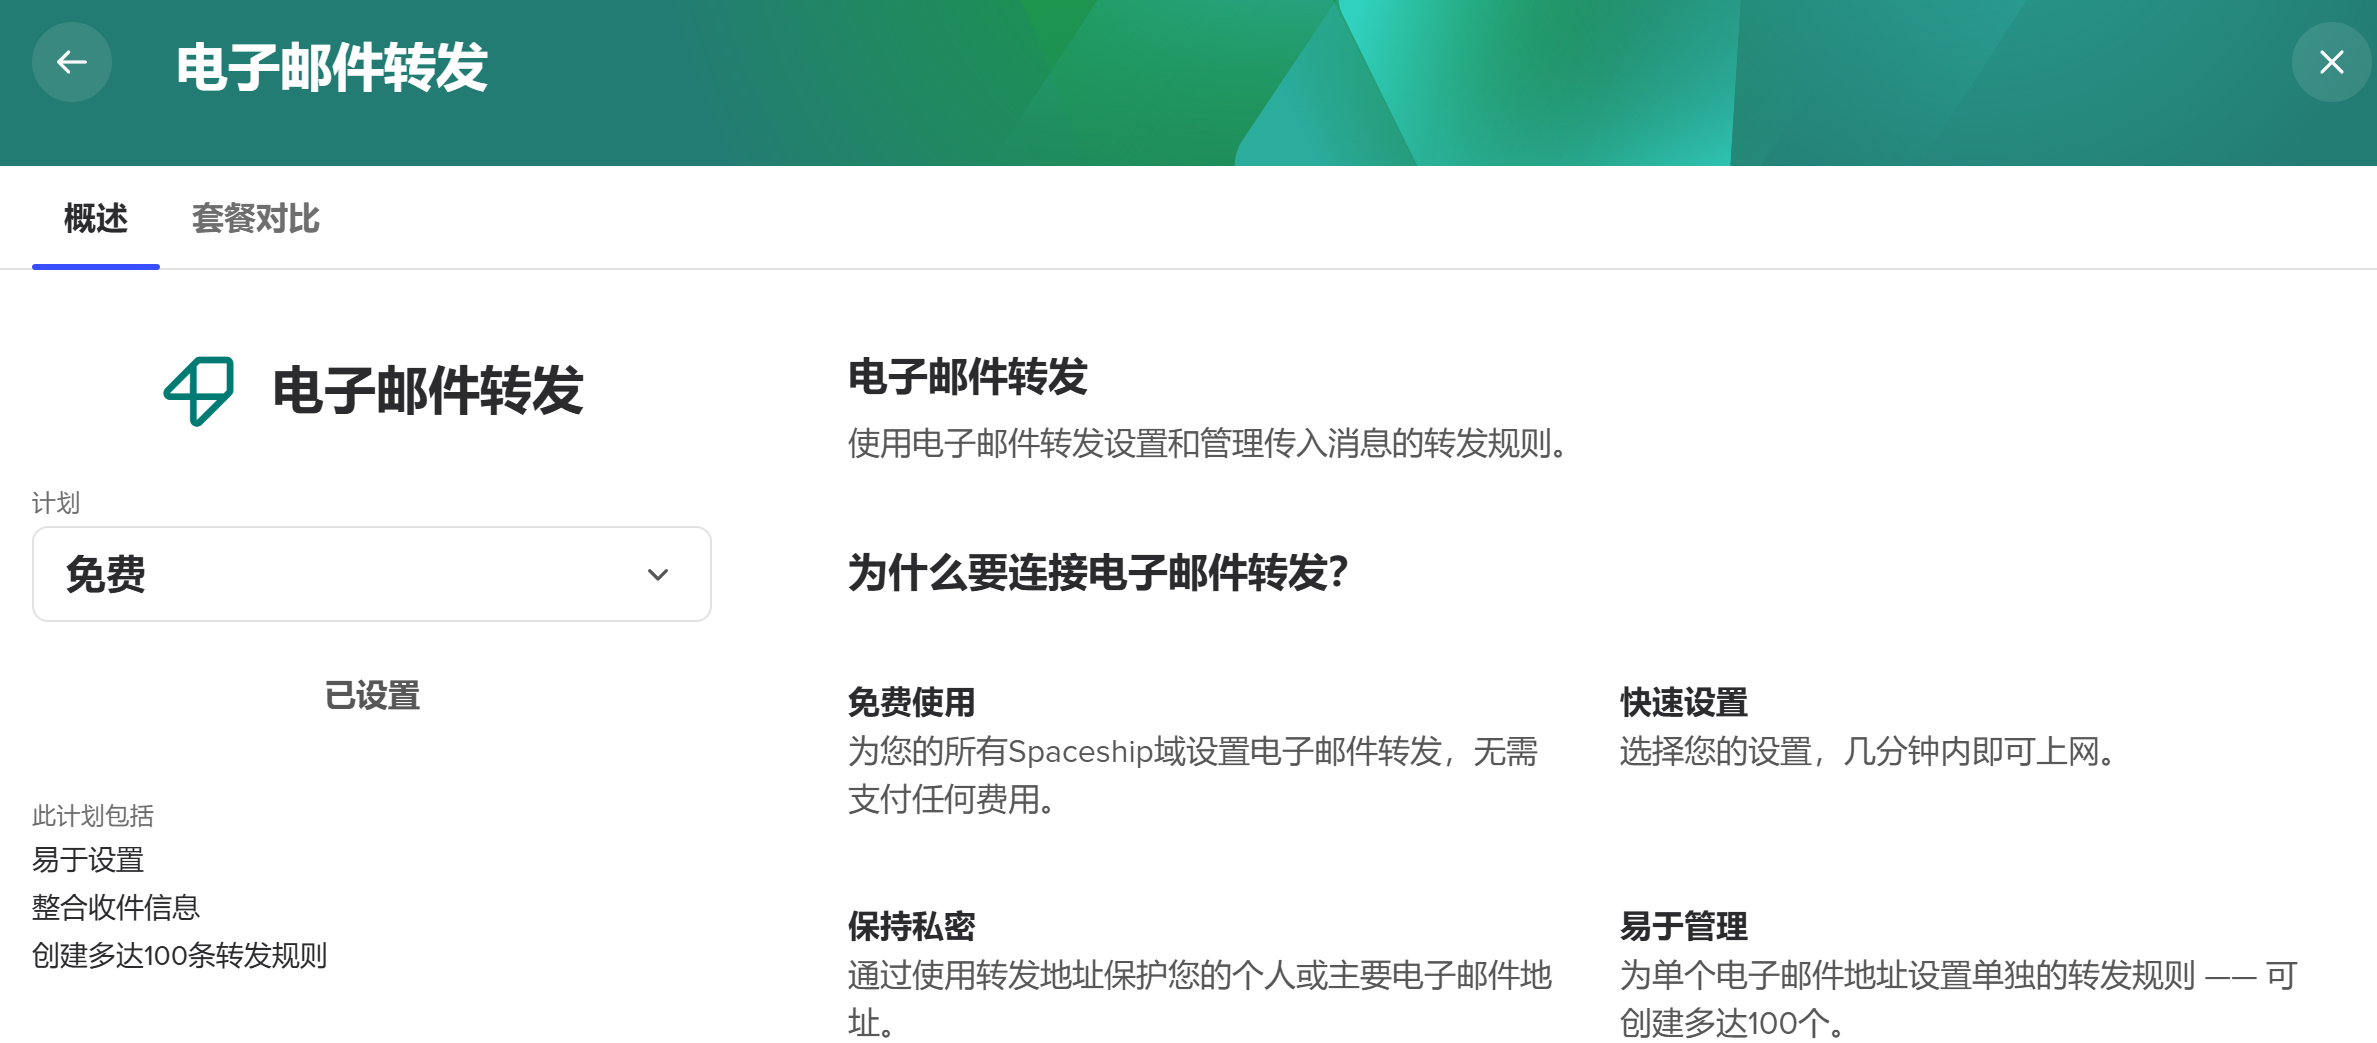 电子邮件转发
概述
套餐对比
电子邮件转发
计划
免费
已设置
此计划包括
易于设置
整合收件信息
创建多达100条转发规则
电子邮件转发
使用电子邮件转发设置和管理传入消息的转发规则。
为什么要连接电子邮件转发？
免费使用
为您的所有Spaceship域设置电子邮件转发，无需
支付任何费用。
快速设置
选择您的设置，几分钟内即可上网。
保持私密
通过使用转发地址保护您的个人或主要电子邮件地
址。
易于管理
为单个电子邮件地址设置单独的转发规则 —— 可
创建多达100个。